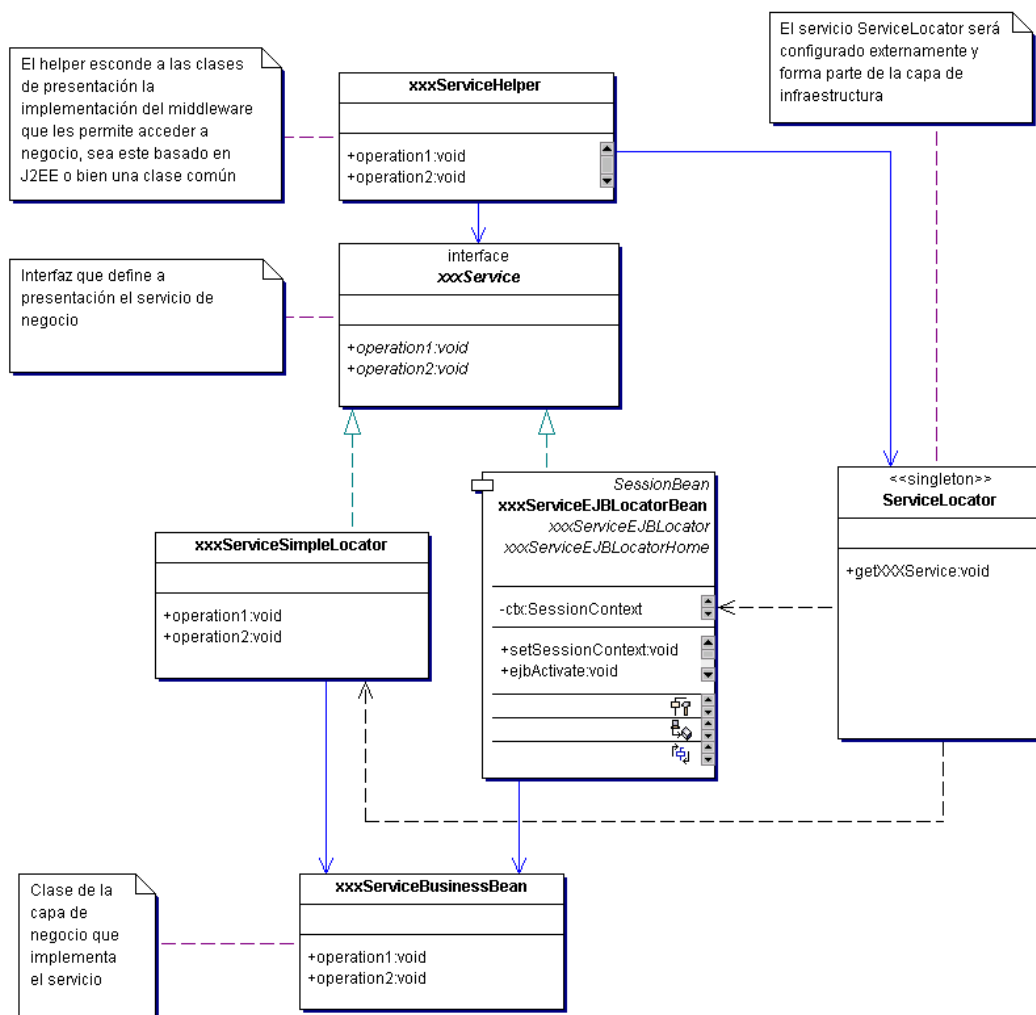 El helper esconde a las clases
de presentación la
implementación del middleware
que les permite acceder a
negocio, sea este basado en
J2EE o bien una clase común
xxxServiceHelper
+operation1:void
+operation2:void
El servicio ServiceLocator será
configurado externamente y
forma parte de la capa de
infraestructura
Interfaz que define a
presentación el servicio de
negocio
interface
xxxService
+operation1:void
+operation2:void
xxxServiceSimpleLocator
+operation1:void
+operation2:void
SessionBean
xxxServiceEJBLocatorBean
xxxServiceEJBLocator
xxxServiceEJBLocatorHome
-ctx:SessionContext
+setSessionContext:void
+ejbActivate:void
<<singleton>>
ServiceLocator
+getXXXService:void
Clase de la
capa de
negocio que
implementa
el servicio
xxxServiceBusinessBean
+operation1:void
+operation2:void